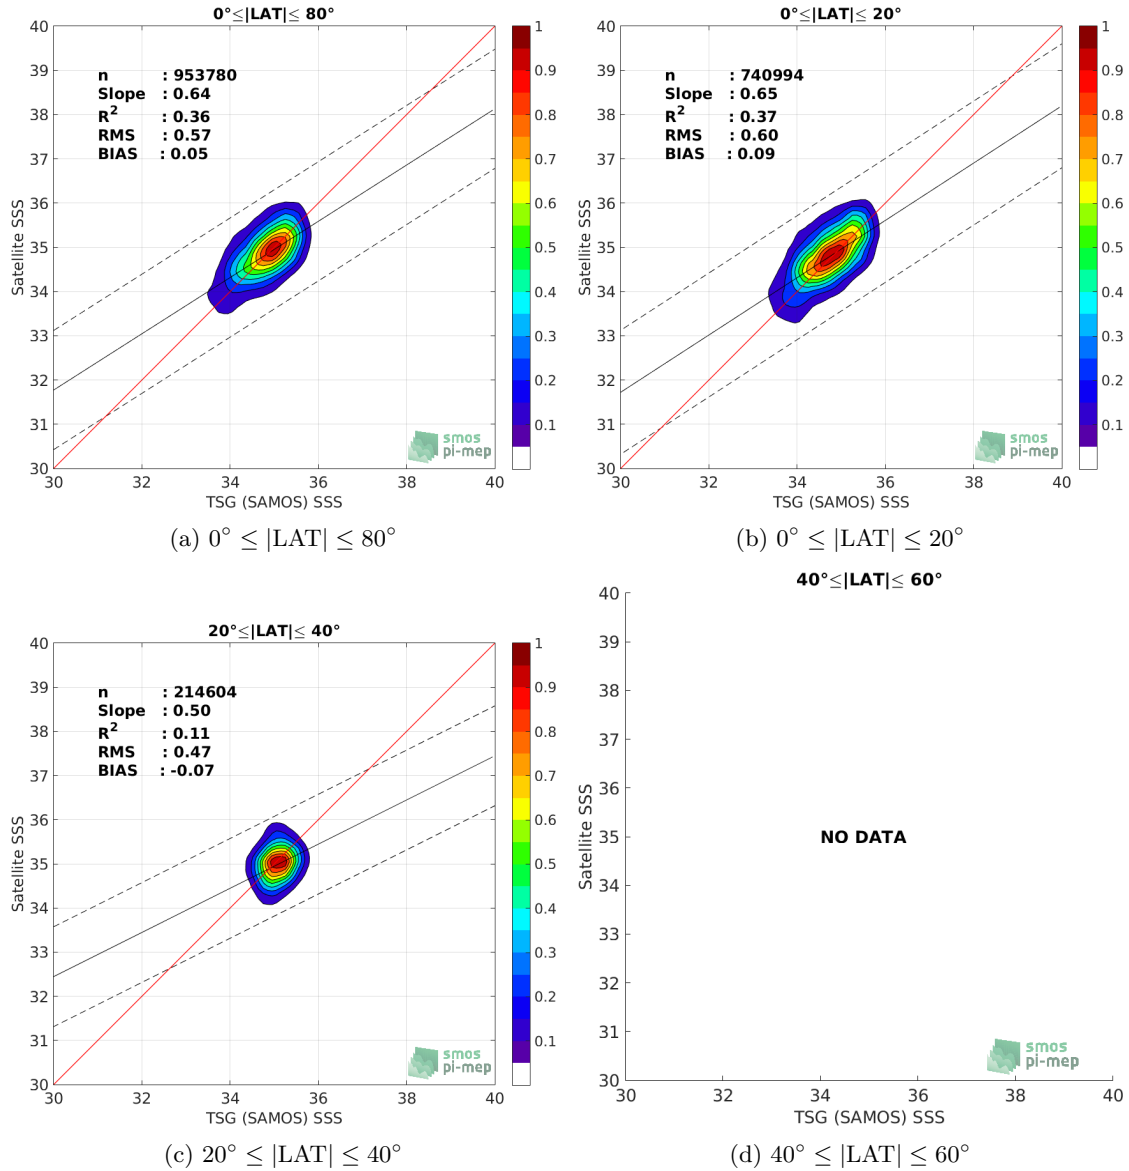 0°≤|LAT|≤ 80°
40
39
38
37
36
35
34
33
32
31
30
Satellite SSS
n : 953780
Slope : 0.64
R² : 0.36
RMS : 0.57
BIAS : 0.05
1
0.9
0.8
0.7
0.6
0.5
0.4
0.3
0.2
0.1
smos
pi-mep
30 32 34 36 38 40
TSG (SAMOS) SSS
(a) 0° ≤ |LAT| ≤ 80°
0°≤|LAT|≤ 20°
40
39
38
37
36
35
34
33
32
31
30
Satellite SSS
n : 740994
Slope : 0.65
R² : 0.37
RMS : 0.60
BIAS : 0.09
1
0.9
0.8
0.7
0.6
0.5
0.4
0.3
0.2
0.1
smos
pi-mep
30 32 34 36 38 40
TSG (SAMOS) SSS
(b) 0° ≤ |LAT| ≤ 20°
20°≤|LAT|≤ 40°
40
39
38
37
36
35
34
33
32
31
30
Satellite SSS
n : 214604
Slope : 0.50
R² : 0.11
RMS : 0.47
BIAS : -0.07
1
0.9
0.8
0.7
0.6
0.5
0.4
0.3
0.2
0.1
smos
pi-mep
30 32 34 36 38 40
TSG (SAMOS) SSS
(c) 20° ≤ |LAT| ≤ 40°
40°≤|LAT|≤ 60°
40
39
38
37
36
35
34
33
32
31
30
Satellite SSS
NO DATA
smos
pi-mep
30 32 34 36 38 40
TSG (SAMOS) SSS
(d) 40° ≤ |LAT| ≤ 60°